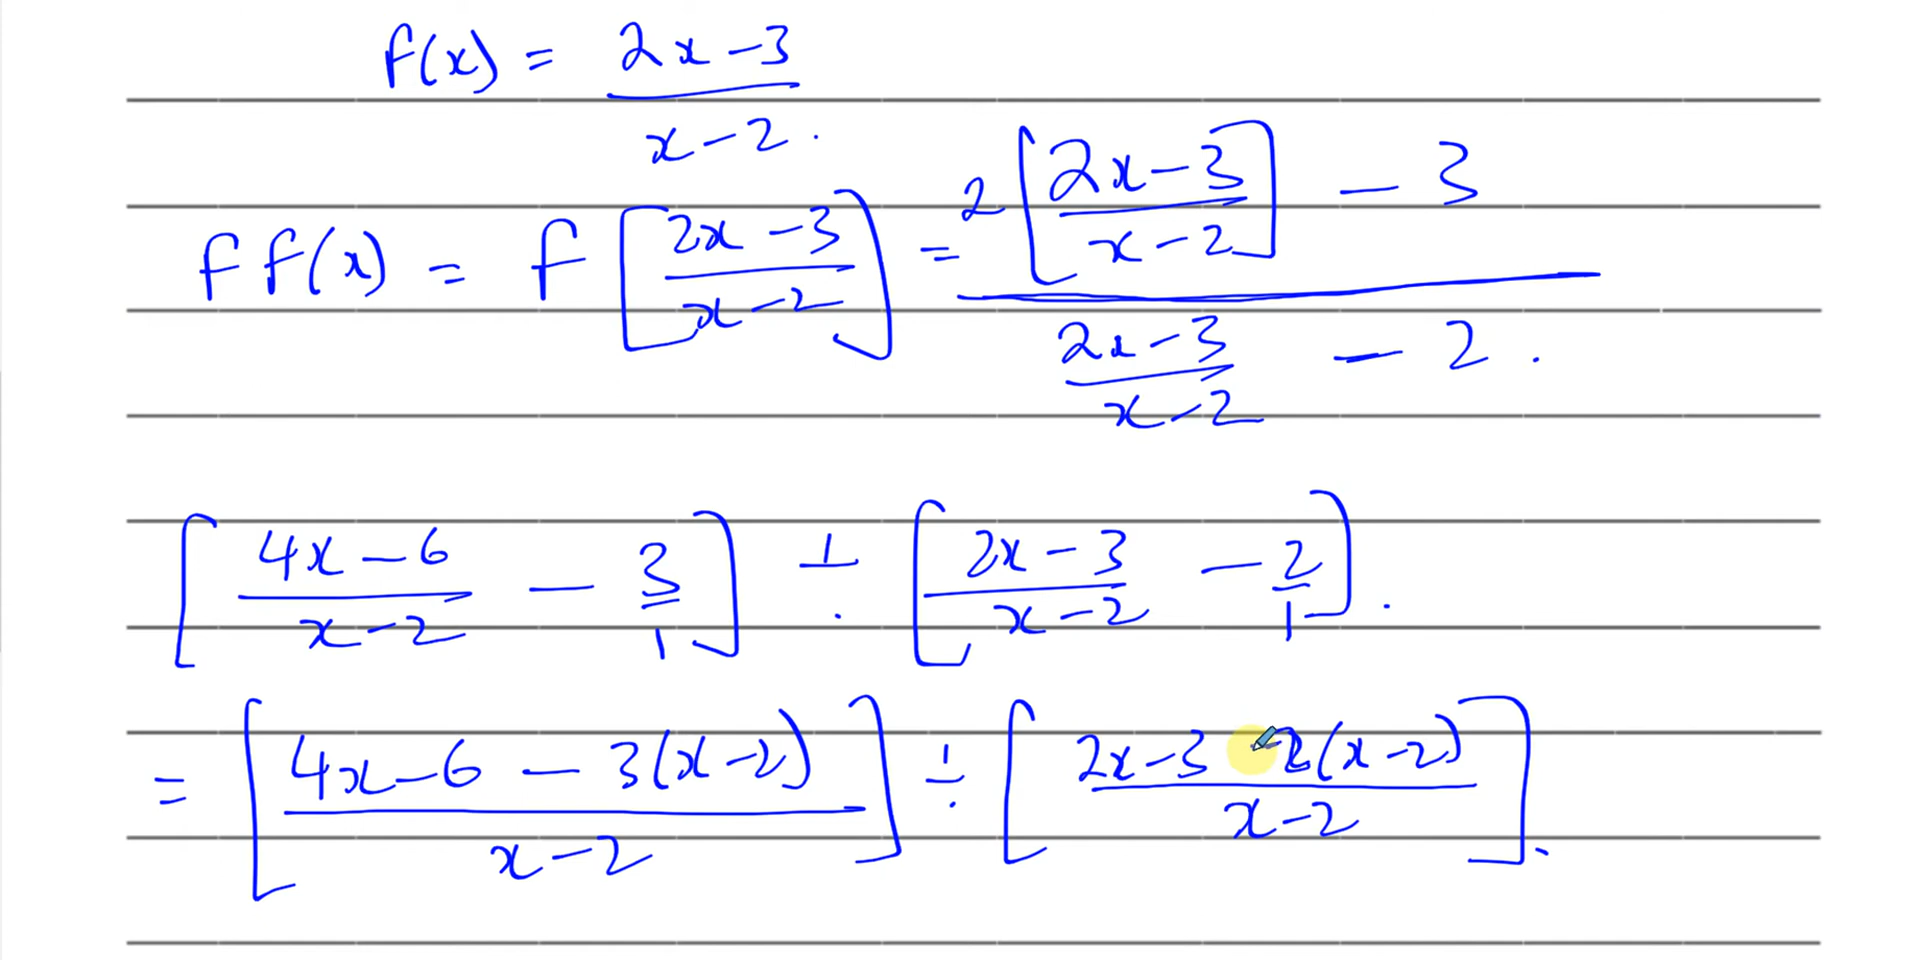 f(x) = (2x-3)/(x-2).
f f(x) = f[(2x-3)/(x-2)] = (2[(2x-3)/(x-2)] - 3)/((2x-3)/(x-2) - 2).
[(4x-6)/(x-2) - 3/1] ÷ [(2x-3)/(x-2) - 2/1].
= [(4x-6 - 3(x-2))/(x-2)] ÷ [(2x-3 - 2(x-2))/(x-2)].